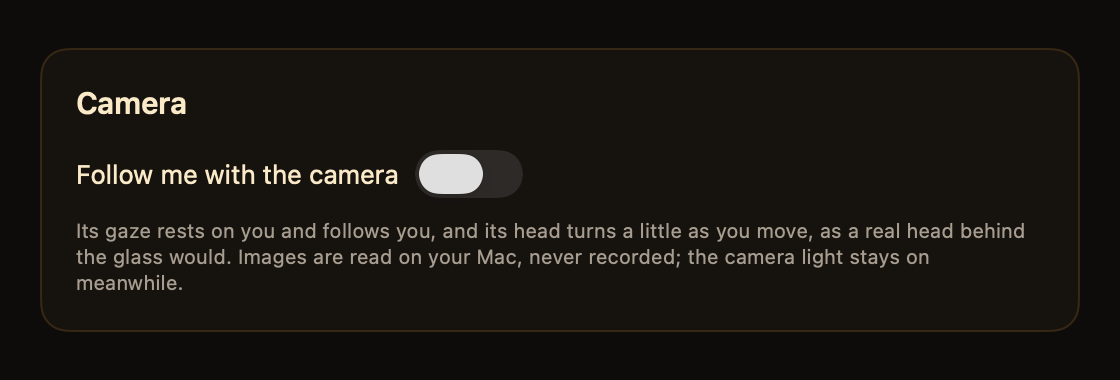 Camera
Follow me with the camera
Its gaze rests on you and follows you, and its head turns a little as you move, as a real head behind
the glass would. Images are read on your Mac, never recorded; the camera light stays on
meanwhile.